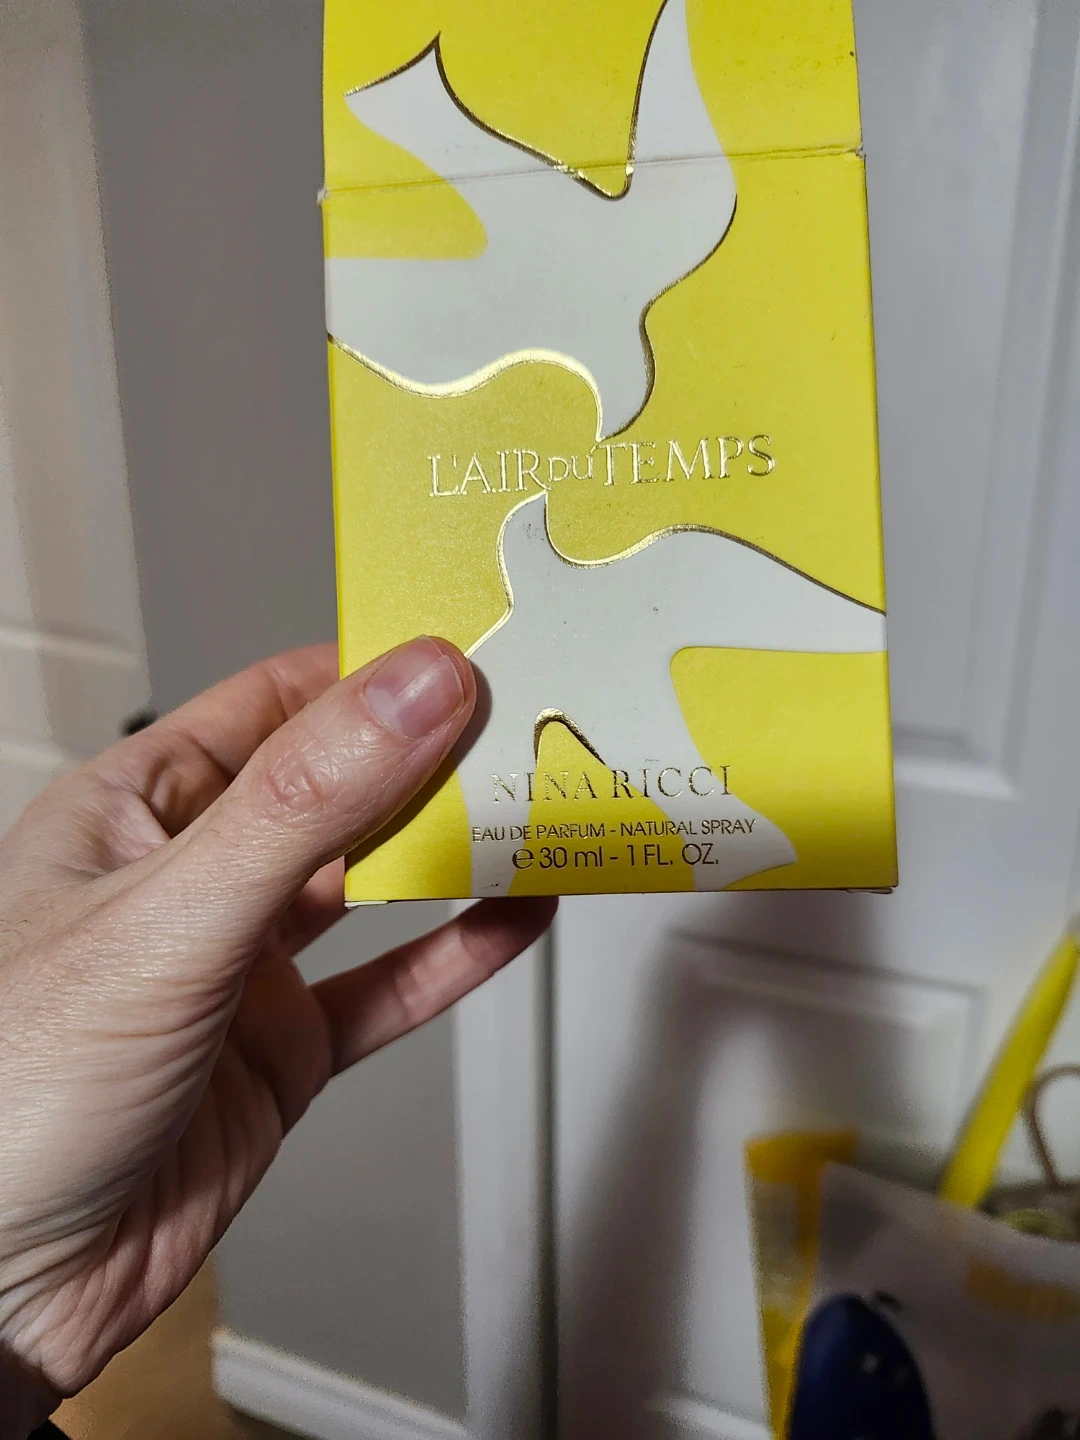 L'AIR DU TEMPS
NINA RICCI
EAU DE PARFUM - NATURAL SPRAY
℮ 30 ml - 1 FL. OZ.